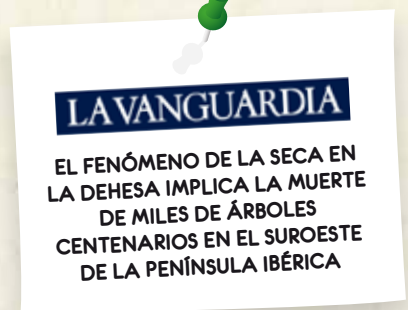 LA VANGUARDIA
EL FENÓMENO DE LA SECA EN
LA DEHESA IMPLICA LA MUERTE
DE MILES DE ÁRBOLES
CENTENARIOS EN EL SUROESTE
DE LA PENÍNSULA IBÉRICA